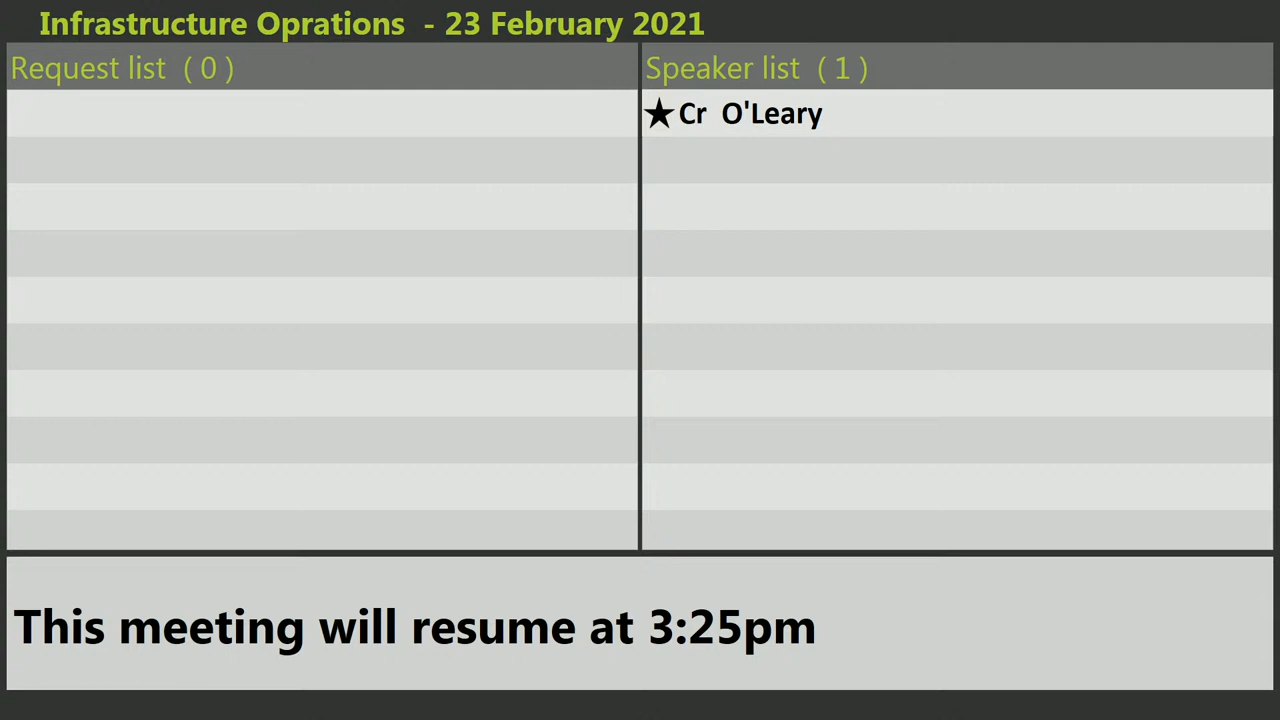 Infrastructure Oprations - 23 February 2021
Request list ( 0 )
Speaker list ( 1 )
★Cr O'Leary
This meeting will resume at 3:25pm